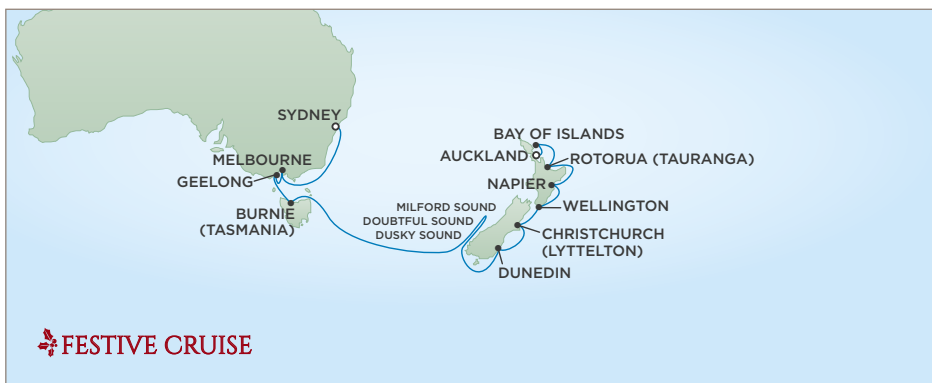 SYDNEY
BAY OF ISLANDS
AUCKLAND
ROTORUA (TAURANGA)
MELBOURNE
GEELONG
NAPIER
BURNIE
(TASMANIA)
MILFORD SOUND
DOUBTFUL SOUND
DUSKY SOUND
WELLINGTON
CHRISTCHURCH
(LYTTELTON)
DUNEDIN
FESTIVE CRUISE